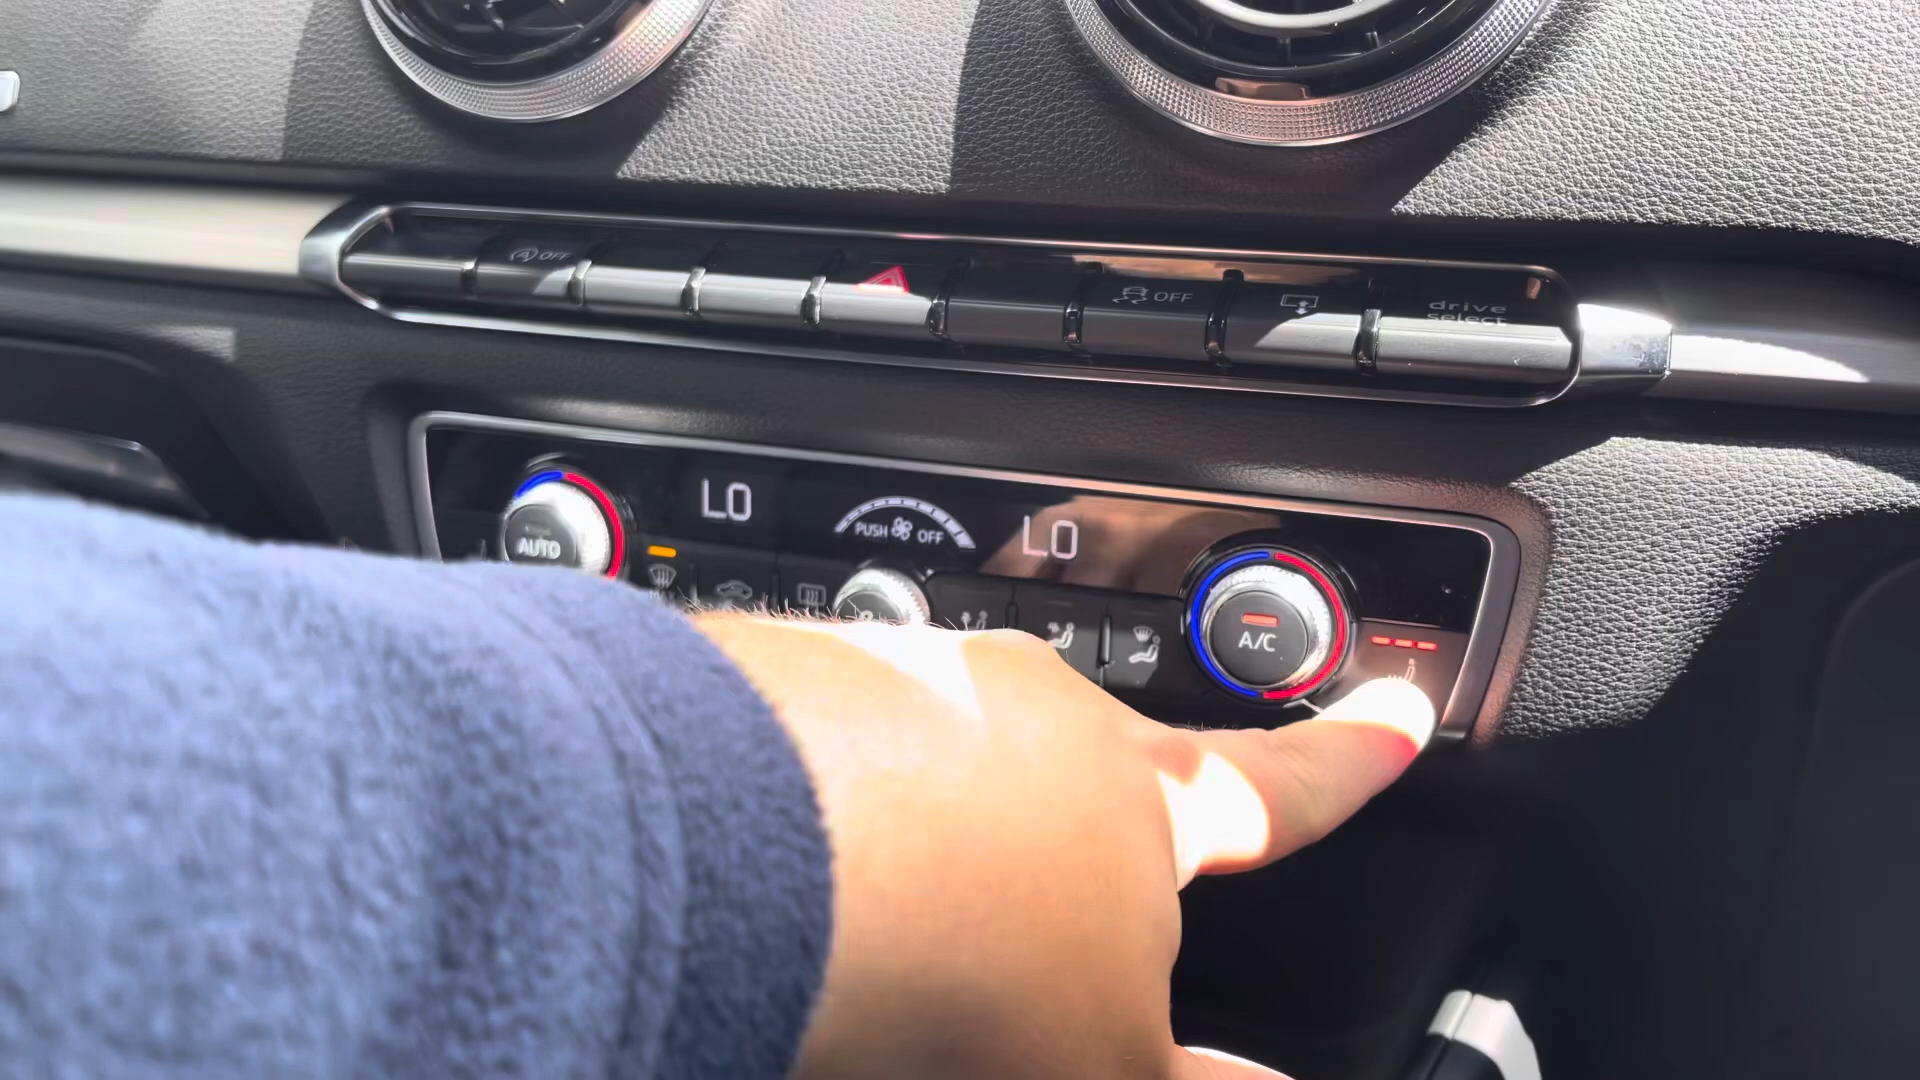 OFF
OFF
drive
select
LO
PUSH OFF
LO
AUTO
A/C